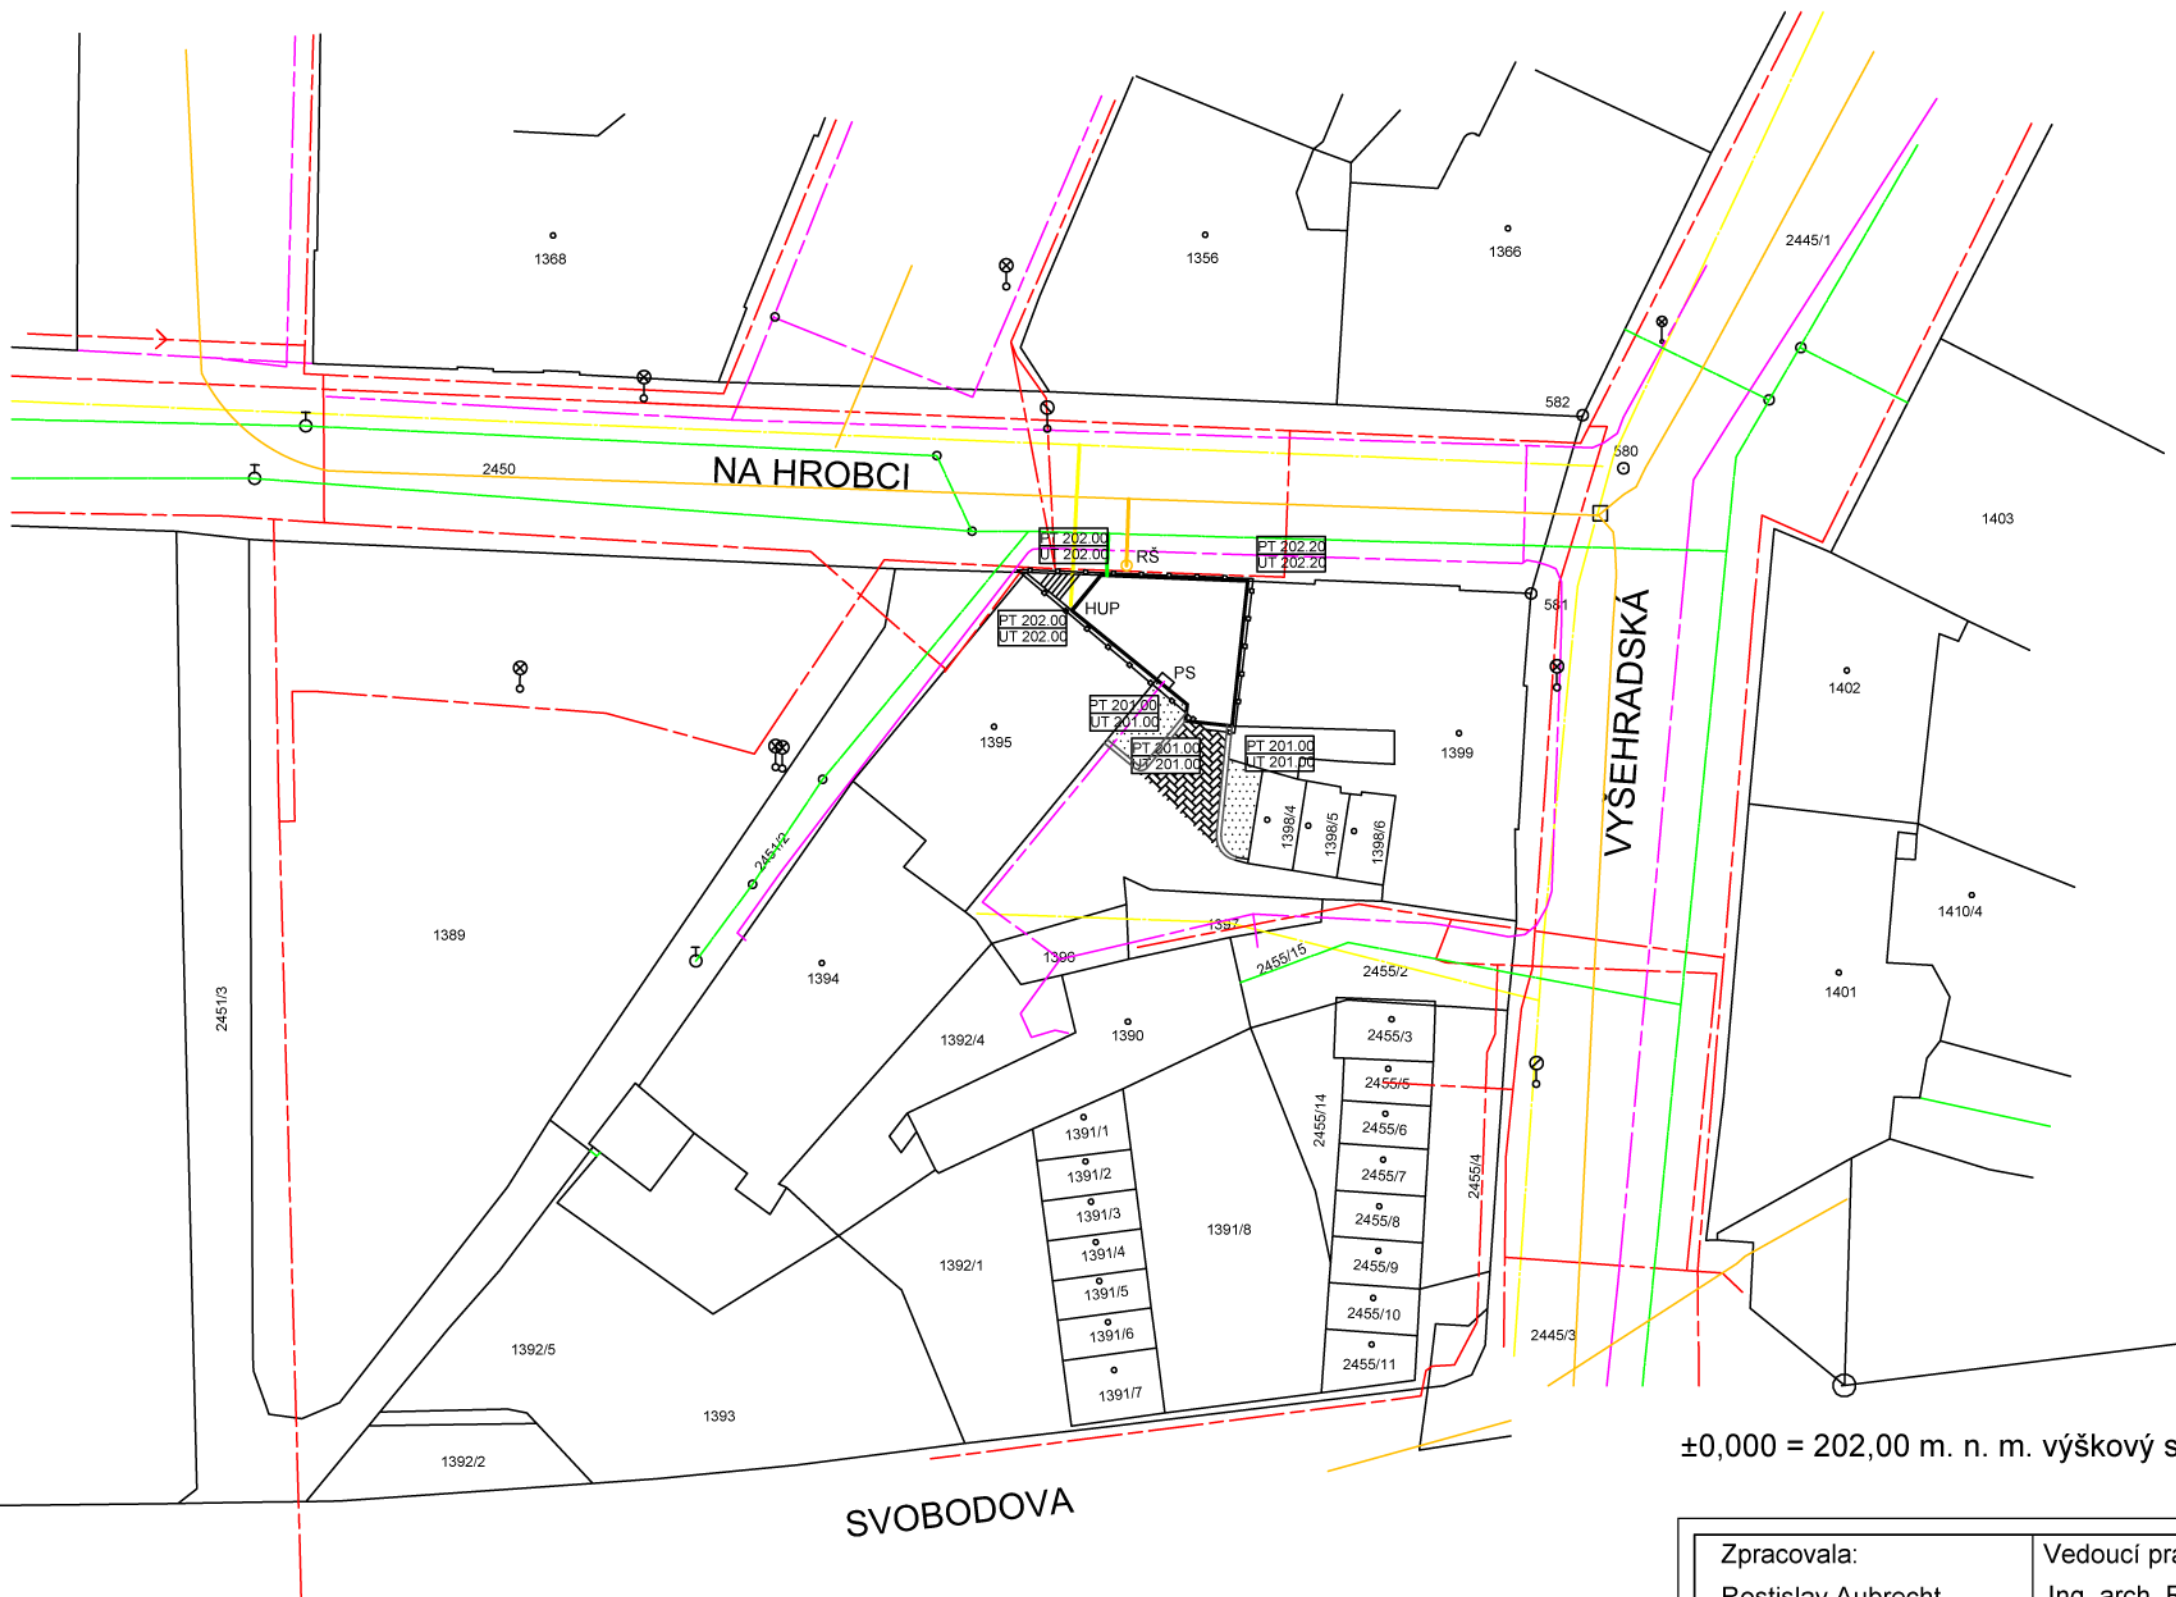 2445/1
1368
1356
1366
582
580
2450
NA HROBCI
1403
PT 202.00
UT 202.00
RŠ
PT 202.20
UT 202.20
HUP
581
PT 202.00
UT 202.00
VYŠEHRADSKÁ
PS
1402
PT 201.00
UT 201.00
1395
PT 201.00
UT 201.00
PT 201.00
UT 201.00
1399
1398/4
1398/5
1398/6
2451/2
1389
1397
1410/4
1396
2455/15
2455/2
1394
1401
2451/3
1392/4
1390
2455/3
2455/5
2455/14
1391/1
2455/6
1391/2
2455/7
2455/4
1391/3
2455/8
1391/8
1391/4
1392/1
2455/9
1391/5
2455/10
1391/6
2445/3
1392/5
2455/11
1391/7
1393
1392/2
±0,000 = 202,00 m. n. m. výškový s
SVOBODOVA
Zpracovala:
Vedoucí pra
Rostislav Aubrecht
Ing. arch.